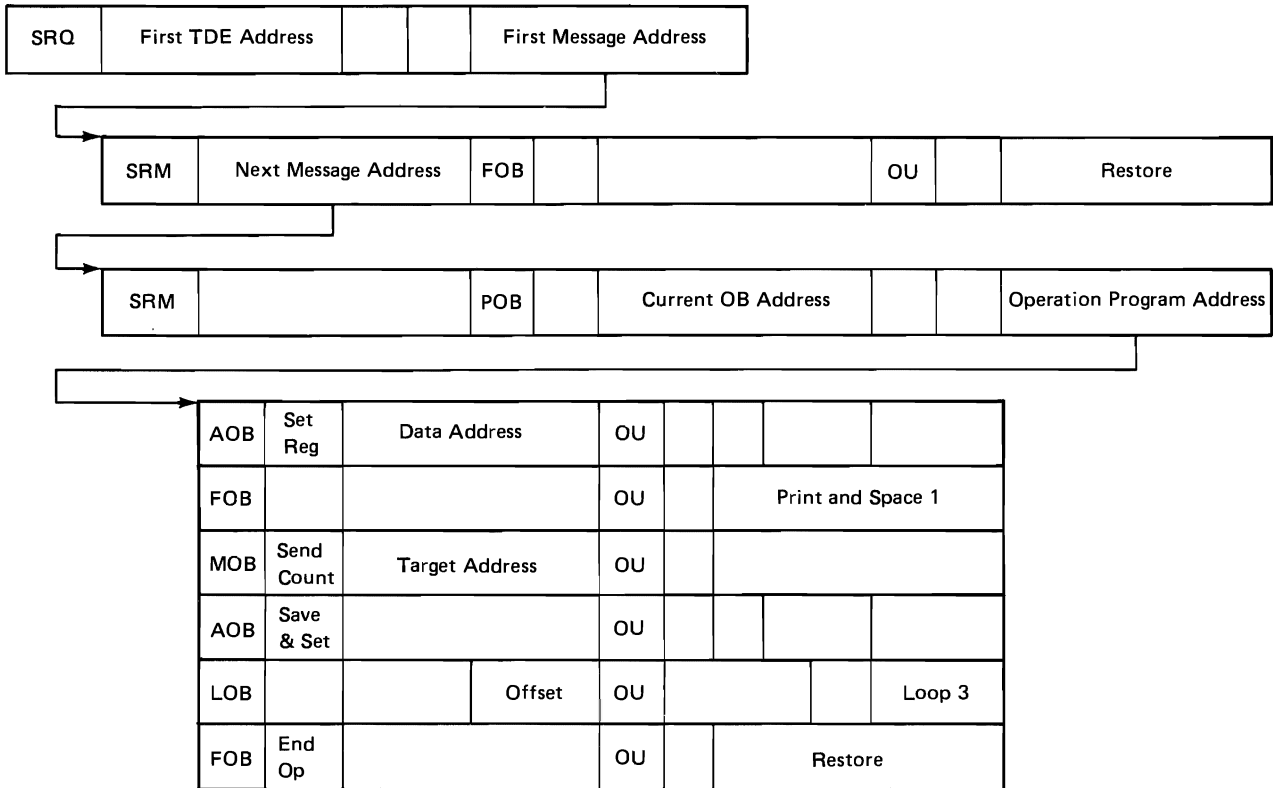 SRQ First TDE Address First Message Address
SRM Next Message Address FOB OU Restore
SRM POB Current OB Address Operation Program Address
AOB Set Reg Data Address OU
FOB OU Print and Space 1
MOB Send Count Target Address OU
AOB Save & Set OU
LOB Offset OU Loop 3
FOB End Op OU Restore